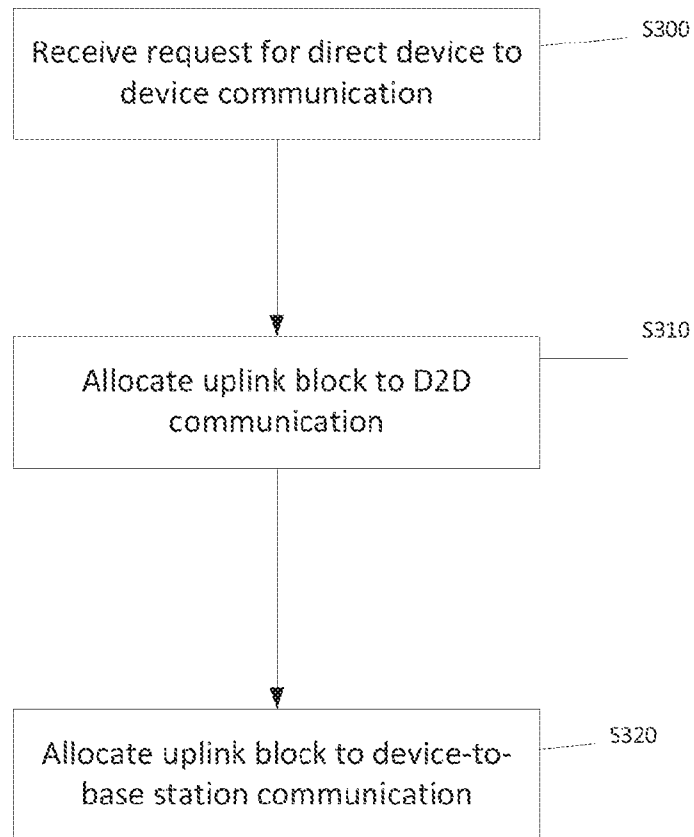 Receive request for direct device to
device communication
S300
Allocate uplink block to D2D
communication
S310
Allocate uplink block to device-to-
base station communication
S320